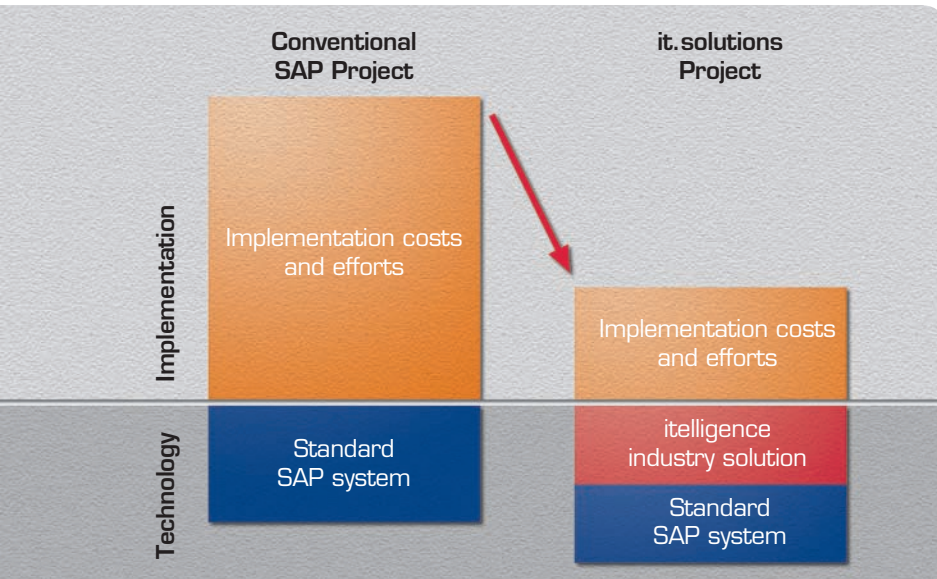 Conventional
SAP Project
it.solutions
Project
Implementation
Implementation costs
and efforts
Implementation costs
and efforts
Technology
Standard
SAP system
itelligence
industry solution
Standard
SAP system